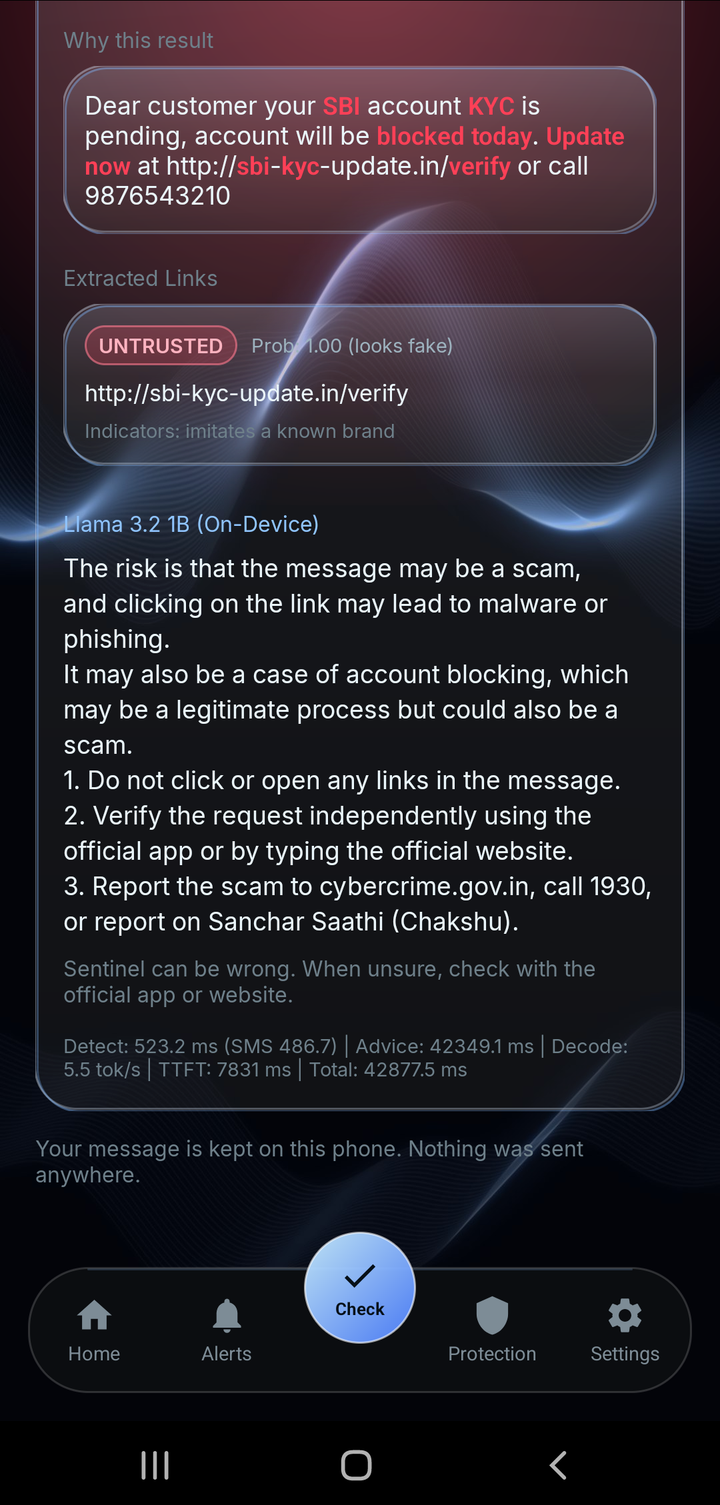 Why this result
Dear customer your SBI account KYC is
pending, account will be blocked today. Update
now at http://sbi-kyc-update.in/verify or call
9876543210
Extracted Links
UNTRUSTED Prob: 1.00 (looks fake)
http://sbi-kyc-update.in/verify
Indicators: imitates a known brand
Llama 3.2 1B (On-Device)
The risk is that the message may be a scam,
and clicking on the link may lead to malware or
phishing.
It may also be a case of account blocking, which
may be a legitimate process but could also be a
scam.
1. Do not click or open any links in the message.
2. Verify the request independently using the
official app or by typing the official website.
3. Report the scam to cybercrime.gov.in, call 1930,
or report on Sanchar Saathi (Chakshu).
Sentinel can be wrong. When unsure, check with the
official app or website.
Detect: 523.2 ms (SMS 486.7) | Advice: 42349.1 ms | Decode:
5.5 tok/s | TTFT: 7831 ms | Total: 42877.5 ms
Your message is kept on this phone. Nothing was sent
anywhere.
Home Alerts Check Protection Settings